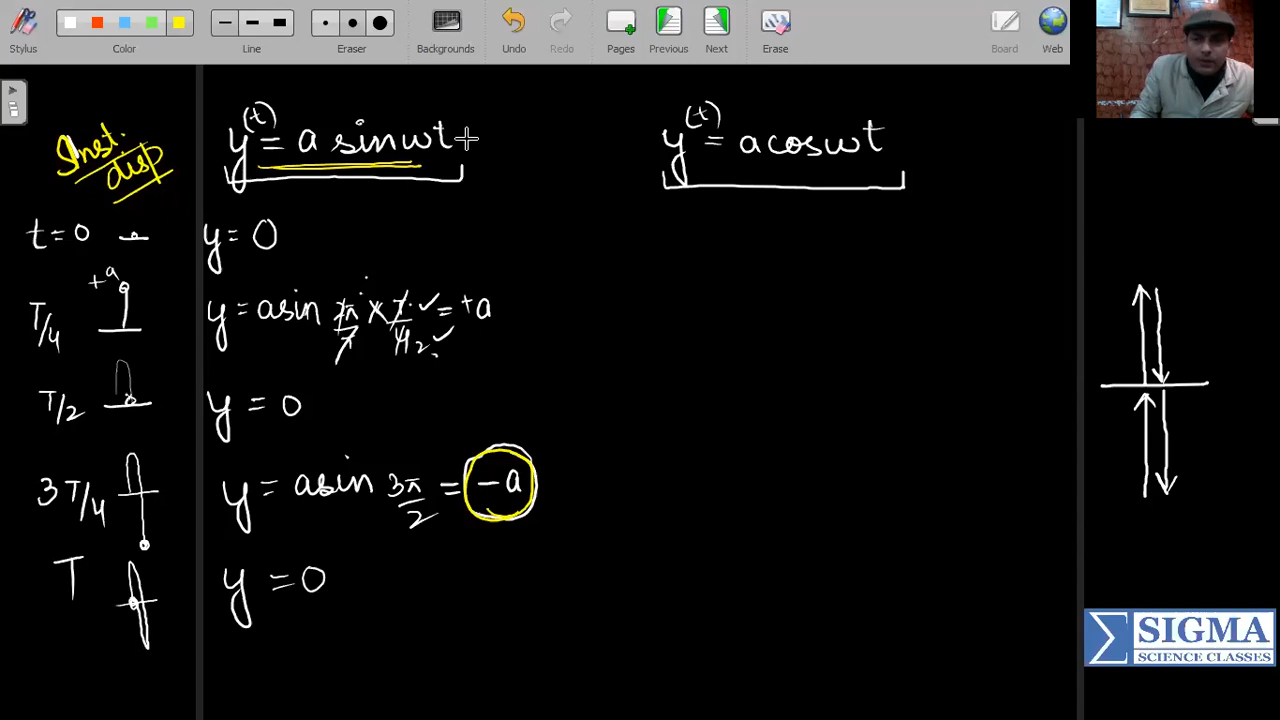 Stylus
Color
Line
Eraser
Backgrounds
Undo
Redo
Pages
Previous
Next
Erase
Board
Web
Inst. disp
y(t) = a sinωt
y(t) = a cosωt
t = 0
y = 0
T/4
+a
y = a sin 2π/T × T/4 2 = +a
T/2
y = 0
3T/4
y = a sin 3π/2 = -a
T
y = 0
Σ SIGMA
SCIENCE CLASSES